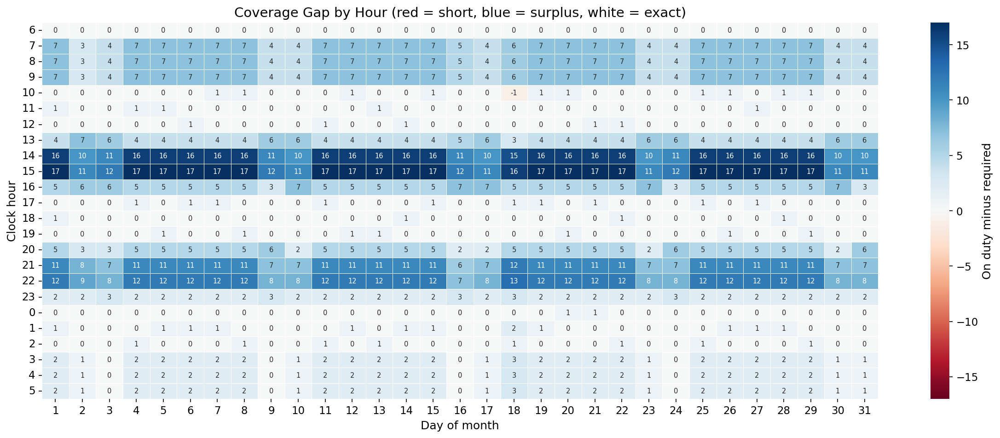 Coverage Gap by Hour (red = short, blue = surplus, white = exact)
6 0 0 0 0 0 0 0 0 0 0 0 0 0 0 0 0 0 0 0 0 0 0 0 0 0 0 0 0 0 0 0
7 7 3 4 7 7 7 7 7 4 4 7 7 7 7 7 5 4 6 7 7 7 7 4 4 7 7 7 7 7 4 4
8 7 3 4 7 7 7 7 7 4 4 7 7 7 7 7 5 4 6 7 7 7 7 4 4 7 7 7 7 7 4 4
9 7 3 4 7 7 7 7 7 4 4 7 7 7 7 7 5 4 6 7 7 7 7 4 4 7 7 7 7 7 4 4
10 0 0 0 0 0 0 1 1 0 0 0 1 0 0 1 0 0 -1 1 1 0 0 0 0 1 1 0 1 1 0 0
11 1 0 0 1 1 0 0 0 0 0 0 0 1 0 0 0 0 0 0 0 0 0 0 0 0 0 1 0 0 0 0
12 0 0 0 0 0 1 0 0 0 0 1 0 0 1 0 0 0 0 0 0 1 1 0 0 0 0 0 0 0 0 0
13 4 7 6 4 4 4 4 4 6 6 4 4 4 4 4 5 6 3 4 4 4 4 6 6 4 4 4 4 4 6 6
14 16 10 11 16 16 16 16 16 11 10 16 16 16 16 16 11 10 15 16 16 16 16 10 11 16 16 16 16 16 10 10
15 17 11 12 17 17 17 17 17 12 11 17 17 17 17 17 12 11 16 17 17 17 17 11 12 17 17 17 17 17 11 11
16 5 6 6 5 5 5 5 5 3 7 5 5 5 5 5 7 7 5 5 5 5 5 7 3 5 5 5 5 5 7 3
17 0 0 0 1 0 1 1 0 0 0 1 0 0 0 1 0 0 1 1 0 1 0 0 0 1 0 1 0 0 0 0
18 1 0 0 0 0 0 0 0 0 0 0 0 0 1 0 0 0 0 0 0 0 1 0 0 0 0 0 1 0 0 0
19 0 0 0 0 1 0 0 1 0 0 0 1 1 0 0 0 0 0 0 1 0 0 0 0 0 1 0 0 1 0 0
20 5 3 3 5 5 5 5 5 6 2 5 5 5 5 5 2 2 5 5 5 5 5 2 6 5 5 5 5 5 2 6
21 11 8 7 11 11 11 11 11 7 7 11 11 11 11 11 6 7 12 11 11 11 11 7 7 11 11 11 11 11 7 7
22 12 9 8 12 12 12 12 12 8 8 12 12 12 12 12 7 8 13 12 12 12 12 8 8 12 12 12 12 12 8 8
23 2 2 3 2 2 2 2 2 3 2 2 2 2 2 2 3 2 3 2 2 2 2 2 3 2 2 2 2 2 2 2
0 0 0 0 0 0 0 0 0 0 0 0 0 0 0 0 0 0 0 0 1 1 0 0 0 0 0 0 0 0 0 0
1 1 0 0 0 1 1 1 0 0 0 0 1 0 1 1 0 0 2 1 0 0 0 0 0 0 1 1 1 0 0 0
2 0 0 0 1 0 0 0 1 0 0 1 0 1 0 0 0 0 1 0 0 0 1 0 0 1 0 0 0 1 0 0
3 2 1 0 2 2 2 2 2 0 1 2 2 2 2 2 0 1 3 2 2 2 2 1 0 2 2 2 2 2 1 1
4 2 1 0 2 2 2 2 2 0 1 2 2 2 2 2 0 1 3 2 2 2 2 1 0 2 2 2 2 2 1 1
5 2 1 0 2 2 2 2 2 0 1 2 2 2 2 2 0 1 3 2 2 2 2 1 0 2 2 2 2 2 1 1
1 2 3 4 5 6 7 8 9 10 11 12 13 14 15 16 17 18 19 20 21 22 23 24 25 26 27 28 29 30 31
Day of month
Clock hour
15
10
5
0
−5
−10
−15
On duty minus required